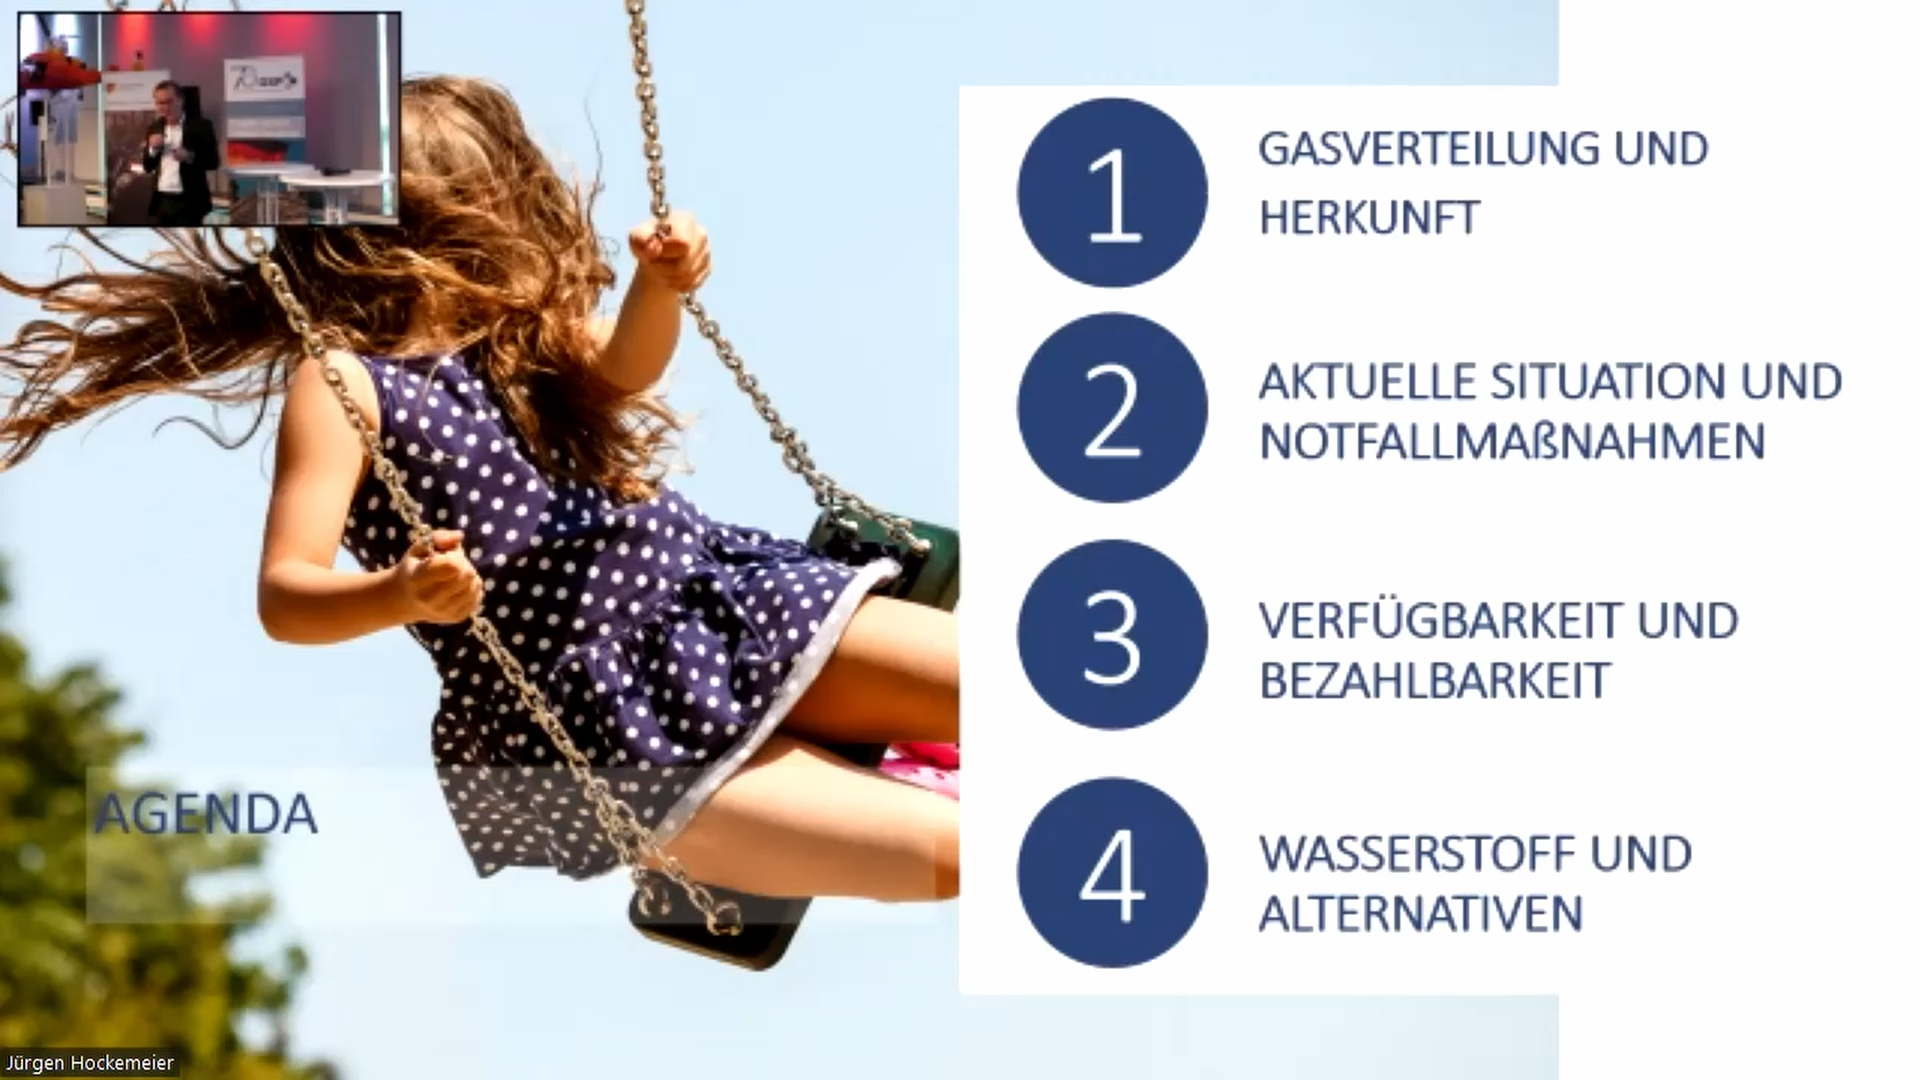 AGENDA
1
GASVERTEILUNG UND
HERKUNFT
2
AKTUELLE SITUATION UND
NOTFALLMAßNAHMEN
3
VERFÜGBARKEIT UND
BEZAHLBARKEIT
4
WASSERSTOFF UND
ALTERNATIVEN
Jürgen Hockemeier